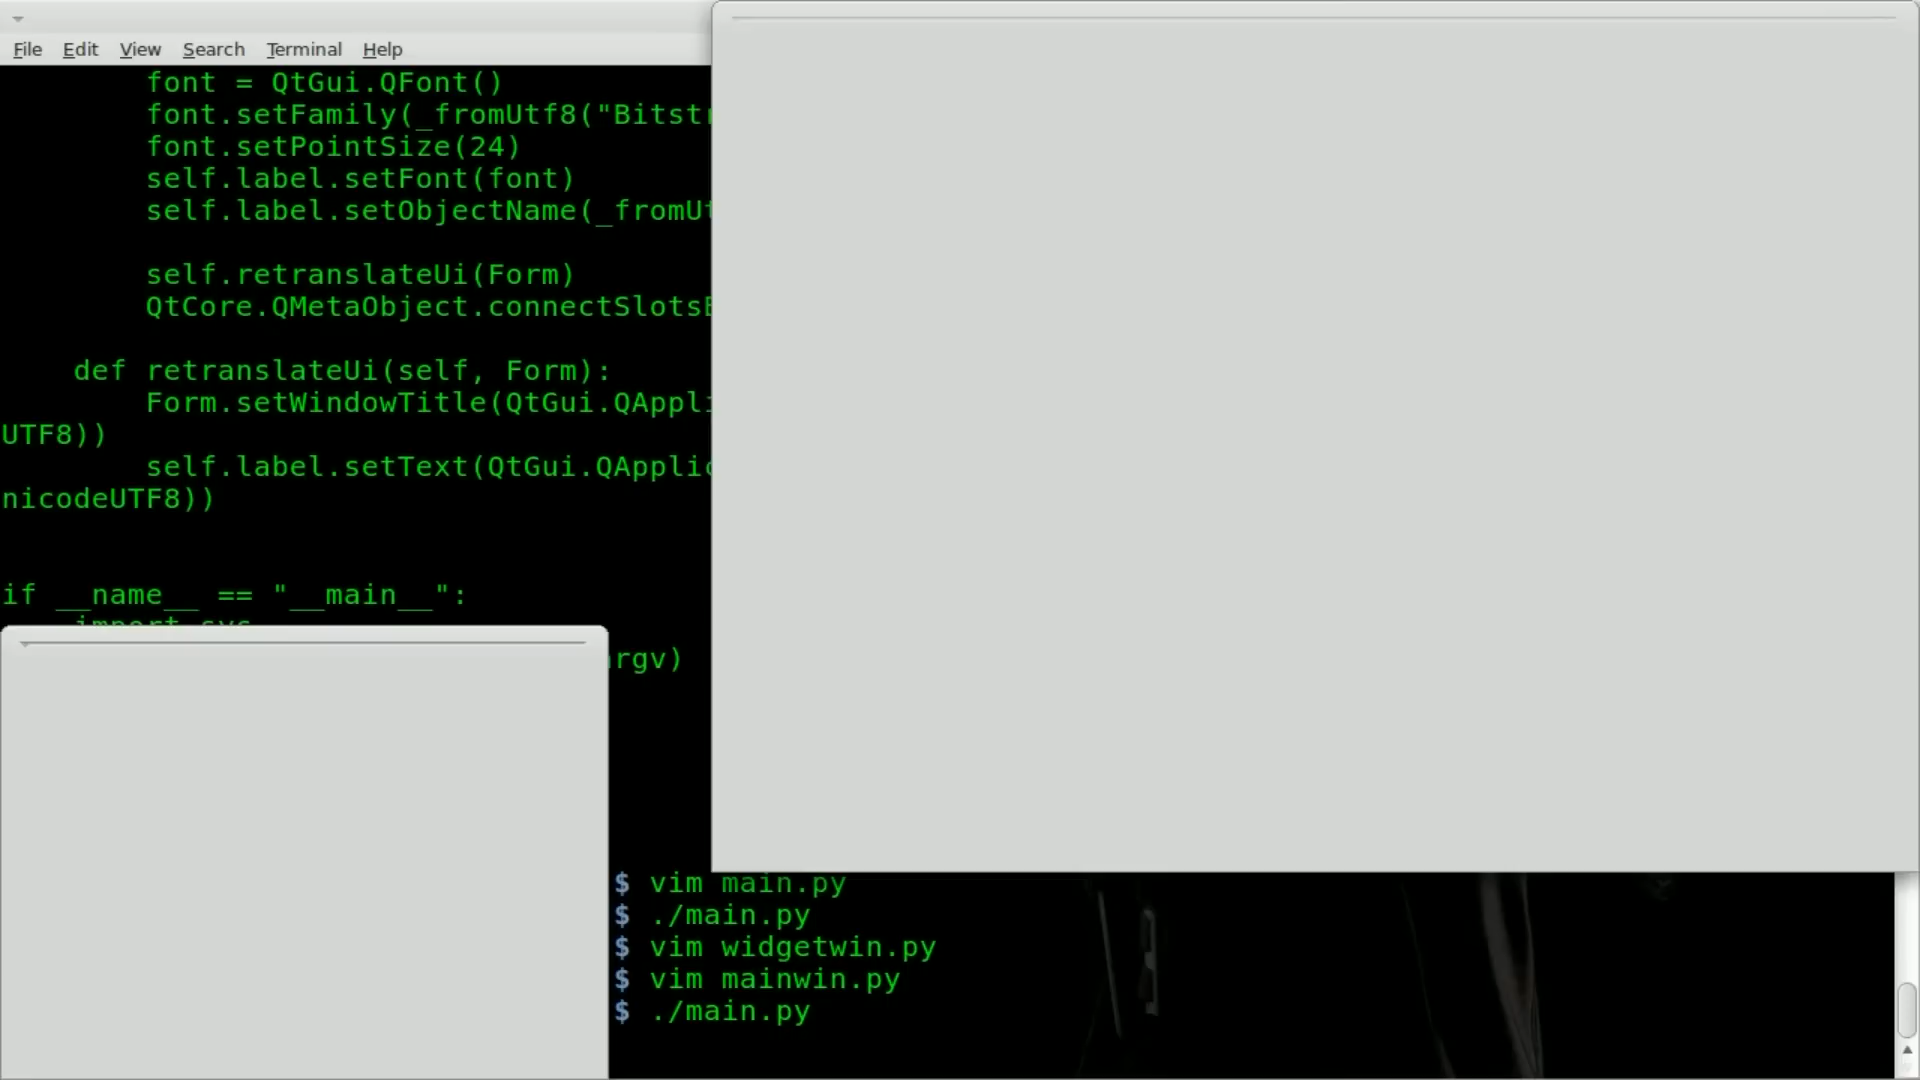 File Edit View Search Terminal Help
font = QtGui.QFont()
font.setFamily(_fromUtf8("Bitst
font.setPointSize(24)
self.label.setFont(font)
self.label.setObjectName(_fromU
self.retranslateUi(Form)
QtCore.QMetaObject.connectSlots
def retranslateUi(self, Form):
Form.setWindowTitle(QtGui.QAppl
UTF8))
self.label.setText(QtGui.QAppli
nicodeUTF8))
if __name__ == "__main__":
import sys
rgv)
$ vim main.py
$ ./main.py
$ vim widgetwin.py
$ vim mainwin.py
$ ./main.py